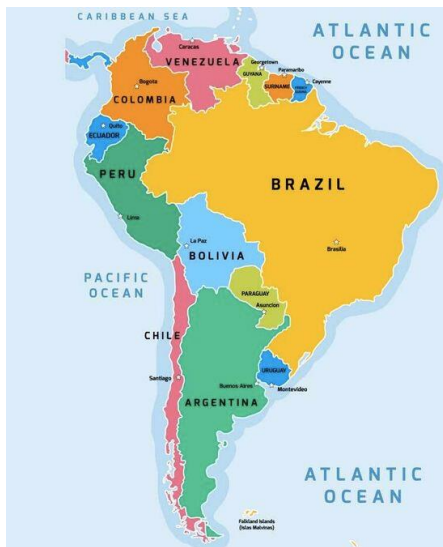 CARIBBEAN SEA
ATLANTIC
OCEAN
Caracas
VENEZUELA
Georgetown
GUYANA
Paramaribo
SURINAME
Cayenne
Bogota
COLOMBIA
Quito
ECUADOR
PERU
Lima
BRAZIL
Brasilia
La Paz
BOLIVIA
PACIFIC
OCEAN
PARAGUAY
Asuncion
CHILE
Santiago
URUGUAY
Buenos Aires
Montevideo
ARGENTINA
ATLANTIC
OCEAN
Falkland Islands
(Islas Malvinas)